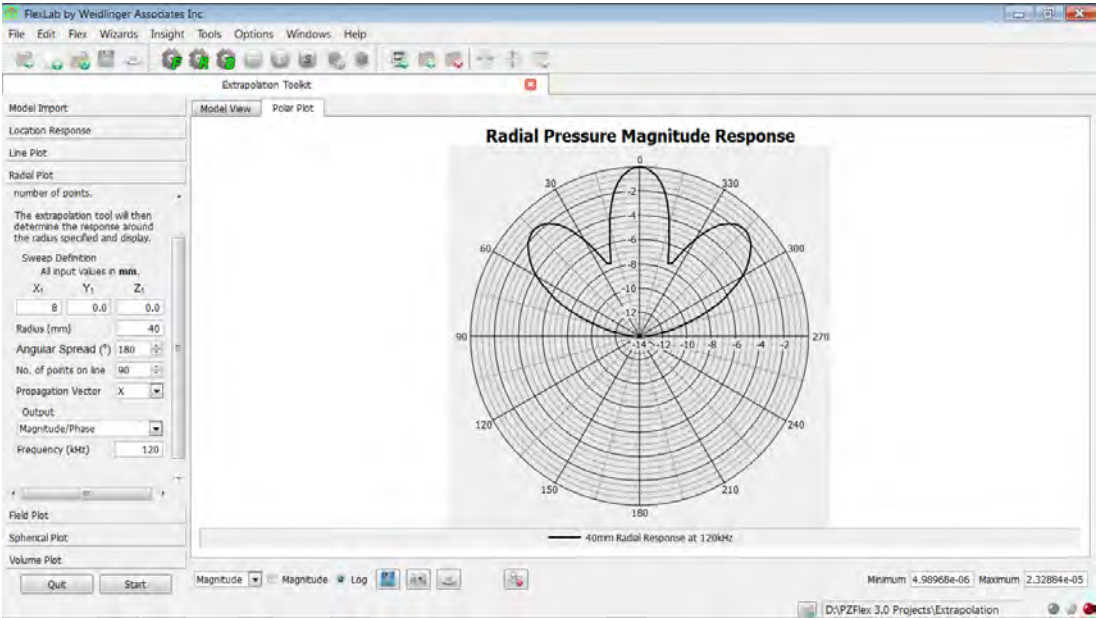 FlexLab by Weidlinger Associates Inc
File Edit Flex Wizards Insight Tools Options Windows Help
Extrapolation Toolkit
Model Import
Model View Polar Plot
Location Response
Line Plot
Radial Plot
number of points.
The extrapolation tool will then
determine the response around
the radius specified and display.
Sweep Definition
All input values in mm.
X1 Y1 Z1
8 0.0 0.0
Radius (mm) 40
Angular Spread (°) 180
No. of points on line 90
Propagation Vector X
Output
Magnitude/Phase
Frequency (kHz) 120
Field Plot
Spherical Plot
Volume Plot
Quit Start
Radial Pressure Magnitude Response
0
30 330
-2
-4
60 -6 300
-8
-10
-12
90 -14 -12 -10 -8 -6 -4 -2 270
120 240
150 210
180
40mm Radial Response at 120kHz
Magnitude Magnitude Log
Minimum 4.98968e-06 Maximum 2.32884e-05
D:\PZFlex 3.0 Projects\Extrapolation